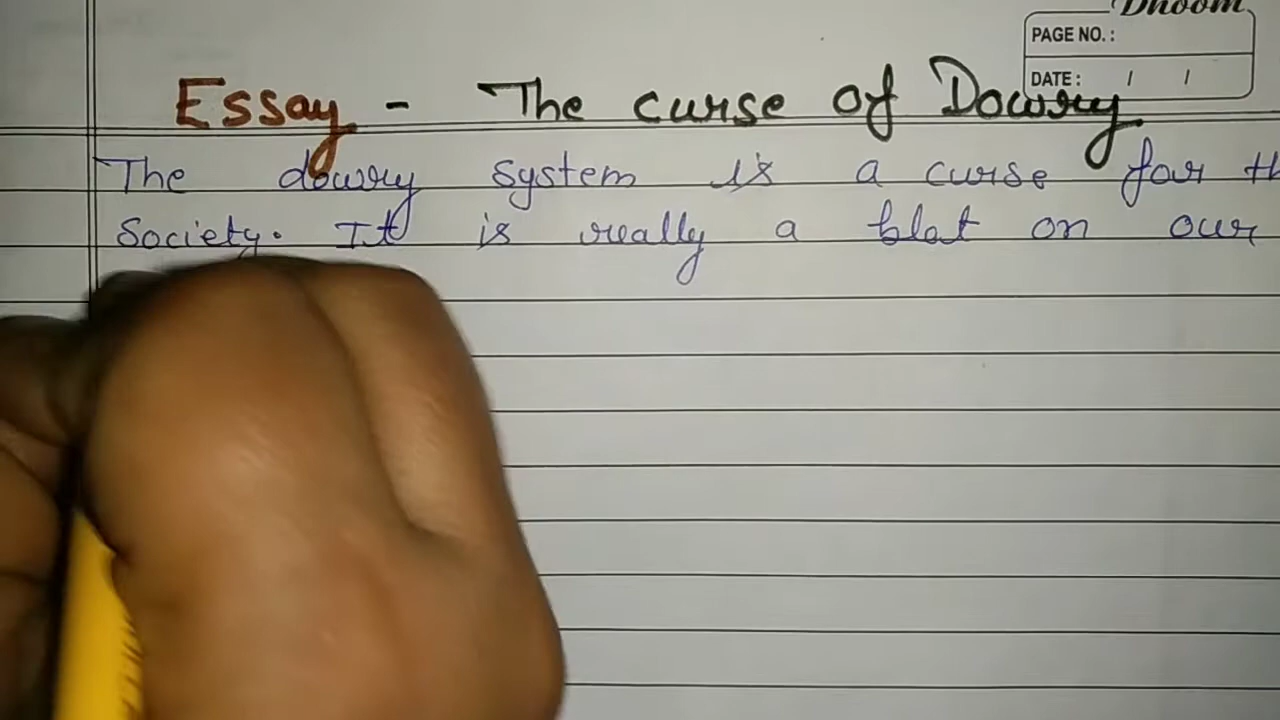 Dhoom
PAGE NO. :
DATE : / /
Essay - The curse of Dowry
The dowry system is a curse for th
Society. It is really a blot on our